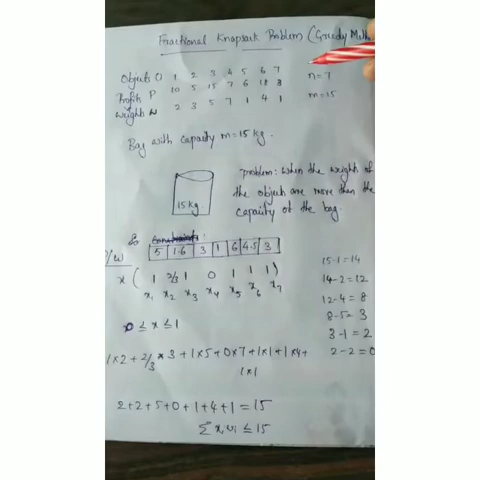 Fractional Knapsack Problem (Greedy Meth
Objects O 1 2 3 4 5 6 7 n=7
Profits P 10 5 15 7 6 18 3
Weights W 2 3 5 7 1 4 1 m=15
Bag with capacity m=15 kg.
Problem: When the weight of
the objects are more than the
capacity of the bag.
15 kg
Constraints:
P/W 5 1.6 3 1 6 4.5 3
x ( 1 2/3 1 0 1 1 1 )
x1 x2 x3 x4 x5 x6 x7
15-1=14
14-2=12
12-4=8
8-5=3
3-1=2
2-2=0
0 ≤ x ≤ 1
1×2+2/3×3+1×5+0×7+1×1+1×4+
1×1
2+2+5+0+1+4+1=15
∑ xiwi ≤ 15